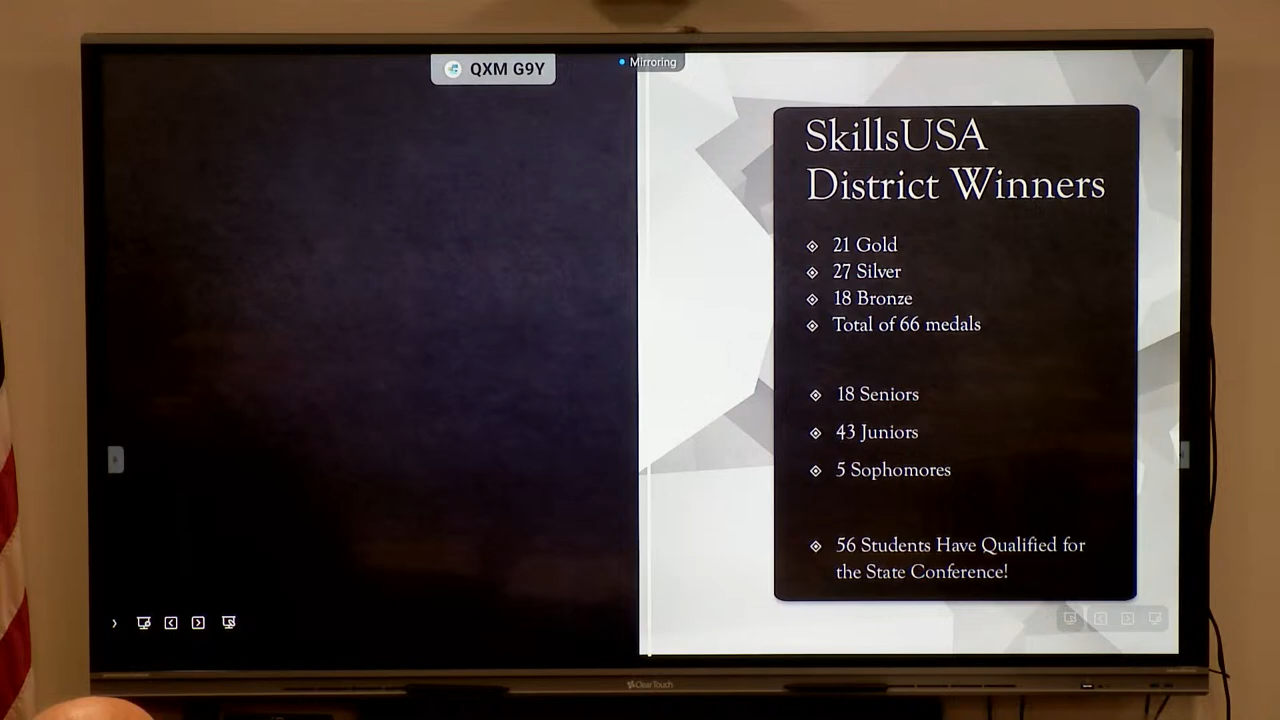 QXM G9Y
Mirroring
SkillsUSA
District Winners
21 Gold
27 Silver
18 Bronze
Total of 66 medals
18 Seniors
43 Juniors
5 Sophomores
56 Students Have Qualified for
the State Conference!
ClearTouch